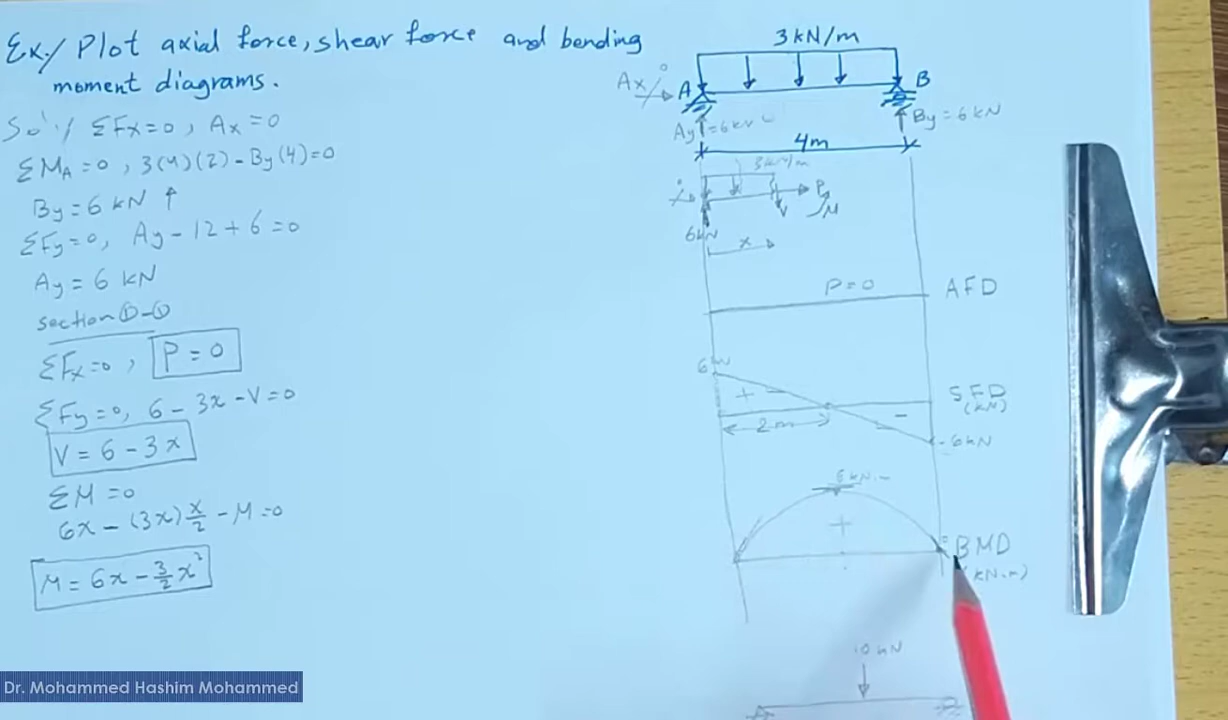 Ex./ Plot axial force, shear force and bending
moment diagrams.
Sol/ ΣFx=0, Ax=0
ΣMA=0, 3(4)(2)-By(4)=0
By=6 kN ↑
ΣFy=0, Ay-12+6=0
Ay=6 kN
section ①-①
ΣFx=0, P=0
ΣFy=0, 6-3x-V=0
V=6-3x
ΣM=0
6x-(3x)x/2-M=0
M=6x-3/2x²
3kN/m
Ax 0 A B
Ay =6kN By=6kN
4m
3kN/m
P
V M
6kN
x
P=0 AFD
6kN
+ - SFD
(kN)
2m
-6kN
6kN.m
+
BMD
(kN.m)
10kN
Dr. Mohammed Hashim Mohammed